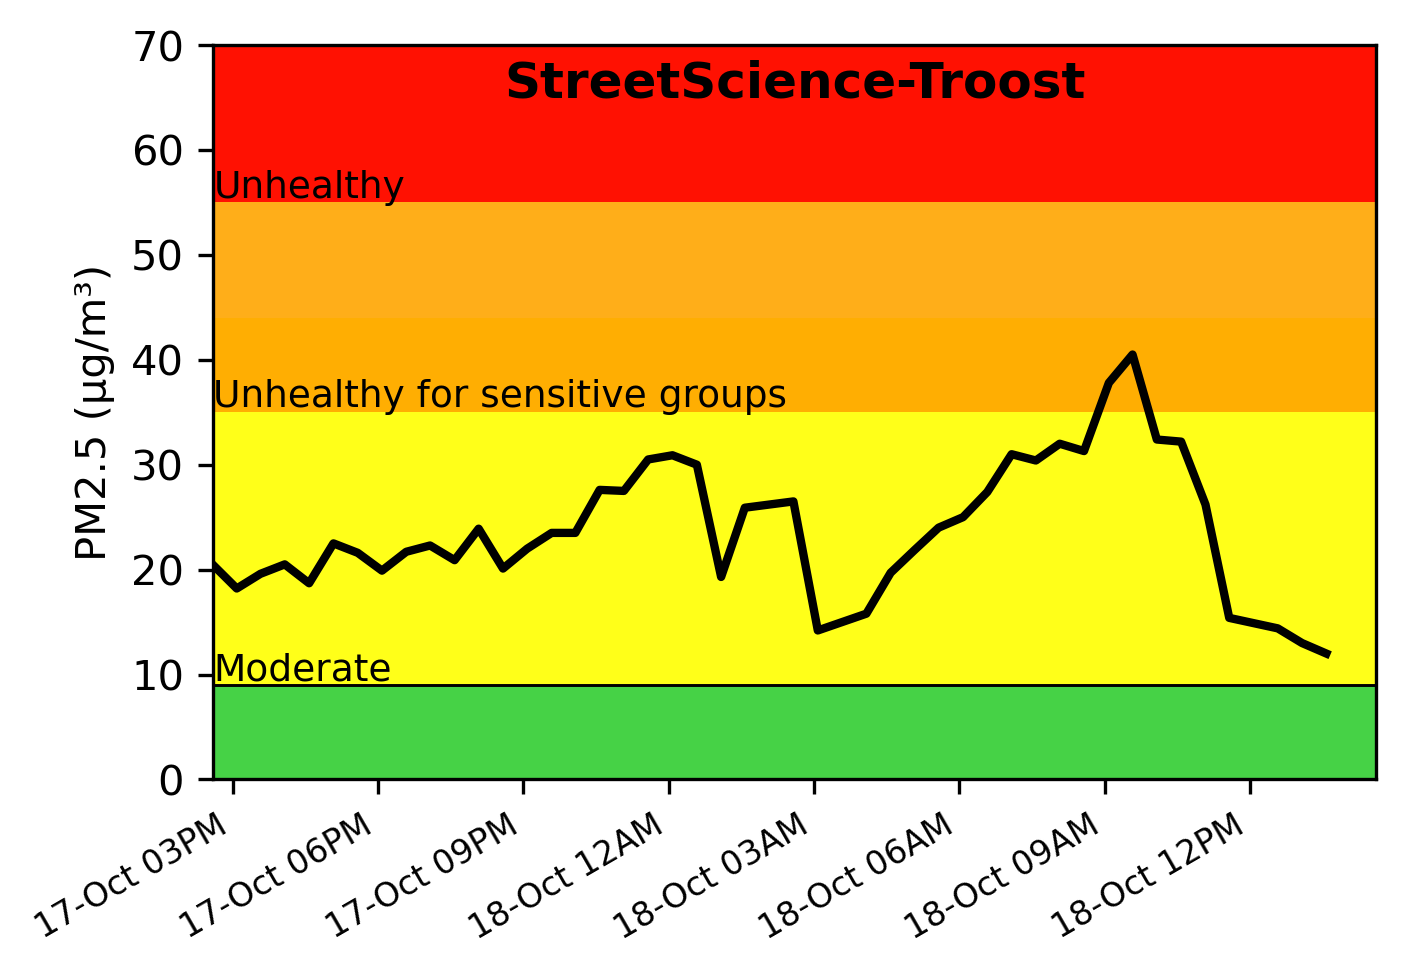 StreetScience-Troost
70
60
50
40
30
20
10
0
PM2.5 (µg/m³)
Unhealthy
Unhealthy for sensitive groups
Moderate
17-Oct 03PM
17-Oct 06PM
17-Oct 09PM
18-Oct 12AM
18-Oct 03AM
18-Oct 06AM
18-Oct 09AM
18-Oct 12PM